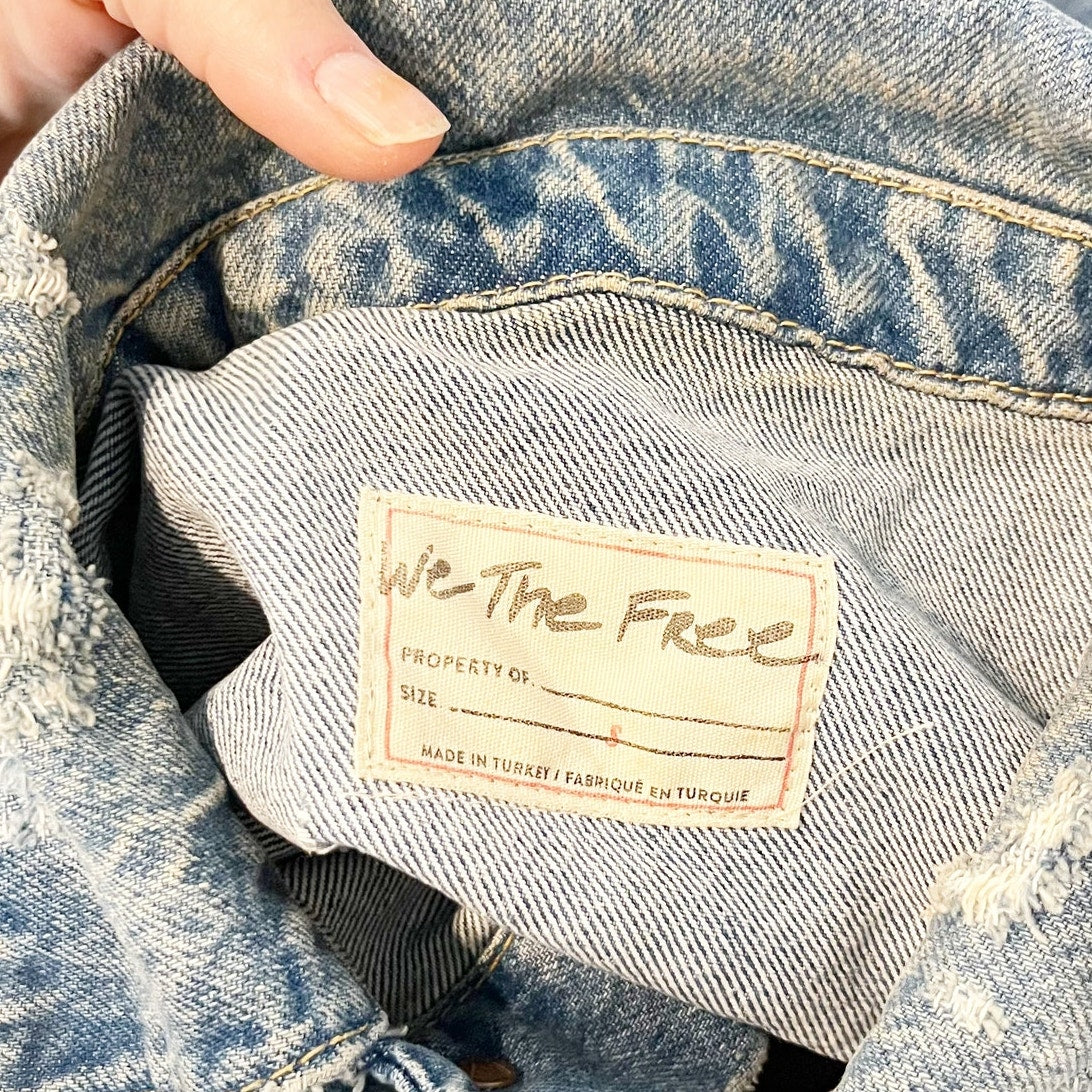 We The Free
PROPERTY OF
SIZE S
MADE IN TURKEY / FABRIQUÉ EN TURQUIE